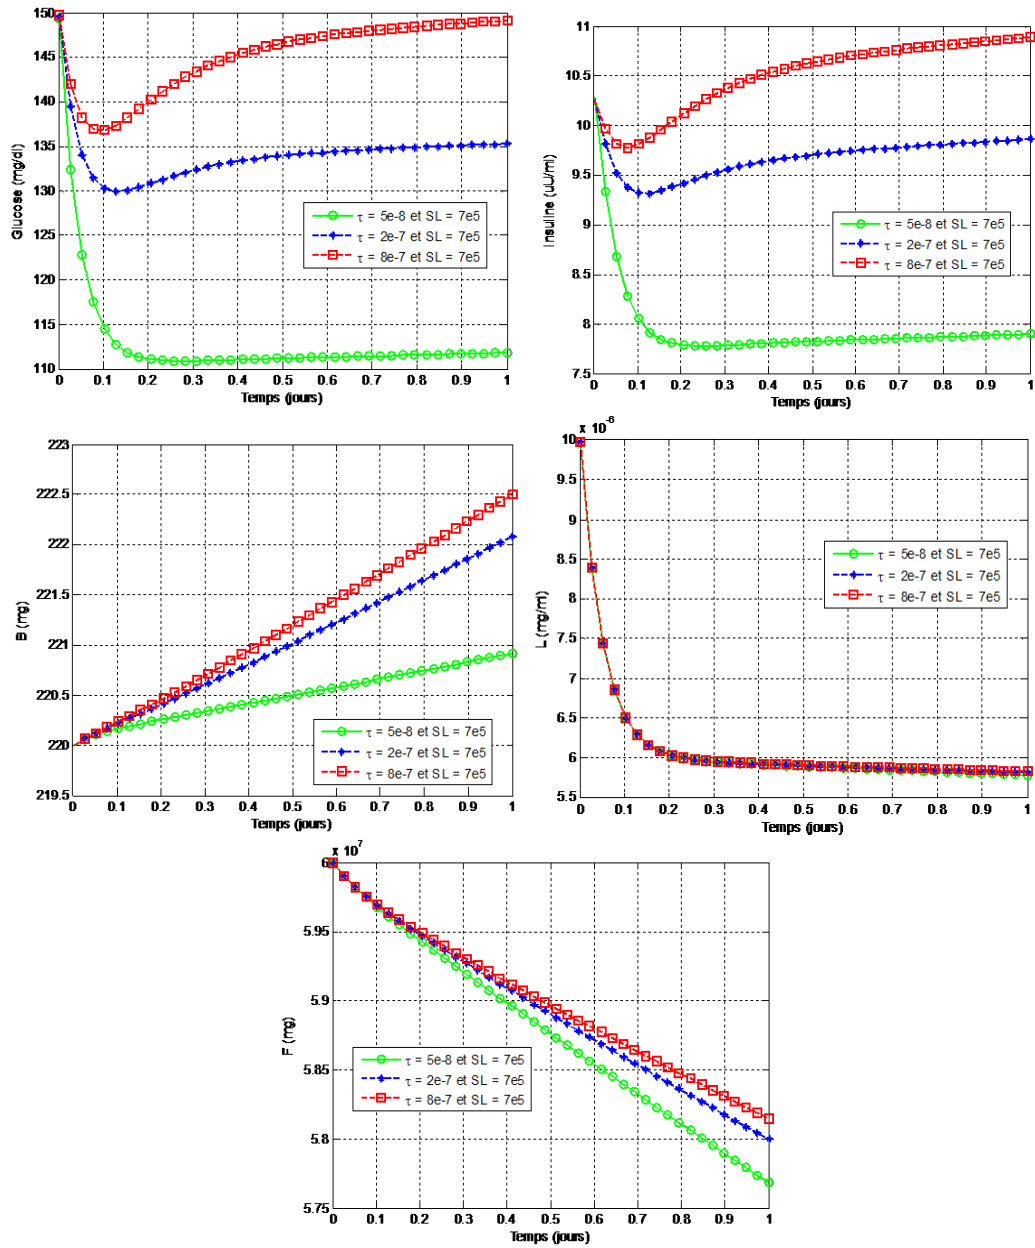 150
145
140
135
130
125
120
115
110
Glucose (mg/dl)
0 0.1 0.2 0.3 0.4 0.5 0.6 0.7 0.8 0.9 1
Temps (jours)
τ = 5e-8 et SL = 7e5
τ = 2e-7 et SL = 7e5
τ = 8e-7 et SL = 7e5
11
10.5
10
9.5
9
8.5
8
7.5
Insuline (uU/ml)
0 0.1 0.2 0.3 0.4 0.5 0.6 0.7 0.8 0.9 1
Temps (jours)
τ = 5e-8 et SL = 7e5
τ = 2e-7 et SL = 7e5
τ = 8e-7 et SL = 7e5
223
222.5
222
221.5
221
220.5
220
219.5
B (mg)
0 0.1 0.2 0.3 0.4 0.5 0.6 0.7 0.8 0.9 1
Temps (jours)
τ = 5e-8 et SL = 7e5
τ = 2e-7 et SL = 7e5
τ = 8e-7 et SL = 7e5
x 10⁻⁶
10
9.5
9
8.5
8
7.5
7
6.5
6
5.5
L (mg/ml)
0 0.1 0.2 0.3 0.4 0.5 0.6 0.7 0.8 0.9 1
Temps (jours)
τ = 5e-8 et SL = 7e5
τ = 2e-7 et SL = 7e5
τ = 8e-7 et SL = 7e5
x 10⁷
6
5.95
5.9
5.85
5.8
5.75
F (mg)
0 0.1 0.2 0.3 0.4 0.5 0.6 0.7 0.8 0.9 1
Temps (jours)
τ = 5e-8 et SL = 7e5
τ = 2e-7 et SL = 7e5
τ = 8e-7 et SL = 7e5